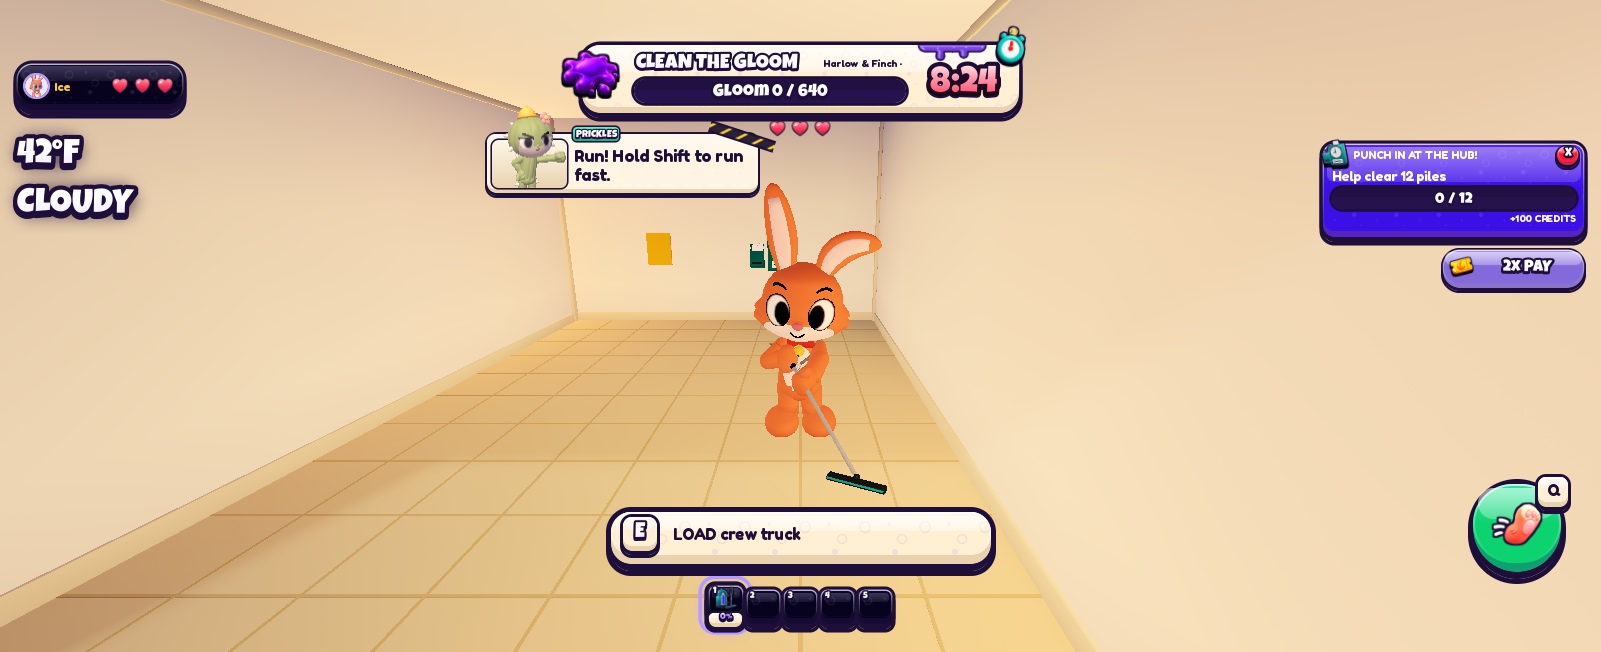 Ice
42°F
CLOUDY
CLEAN THE GLOOM
Harlow & Finch ·
Gloom 0 / 640
8:24
PRICKLES
Run! Hold Shift to run
fast.
PUNCH IN AT THE HUB!
X
Help clear 12 piles
0 / 12
+100 CREDITS
2X PAY
Q
E
LOAD crew truck
1
0%
2
3
4
5